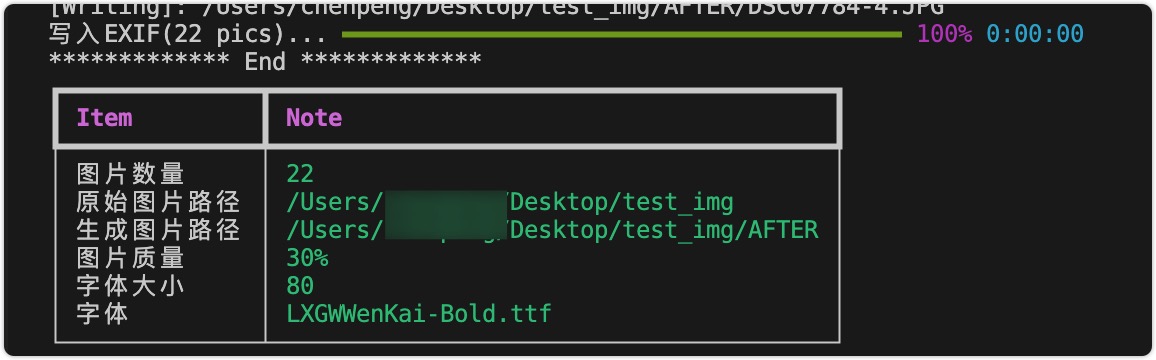 [Writing]: /Users/chenpeng/Desktop/test_img/AFTER/DSC07784-4.JPG
写入EXIF(22 pics)... 100% 0:00:00
************* End *************
Item Note
图片数量 22
原始图片路径 /Users/ /Desktop/test_img
生成图片路径 /Users/ /Desktop/test_img/AFTER
图片质量 30%
字体大小 80
字体 LXGWWenKai-Bold.ttf